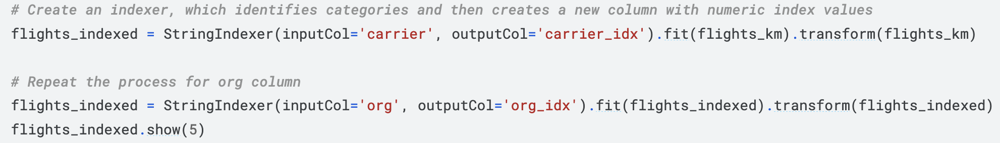 # Create an indexer, which identifies categories and then creates a new column with numeric index values
flights_indexed = StringIndexer(inputCol='carrier', outputCol='carrier_idx').fit(flights_km).transform(flights_km)
# Repeat the process for org column
flights_indexed = StringIndexer(inputCol='org', outputCol='org_idx').fit(flights_indexed).transform(flights_indexed)
flights_indexed.show(5)